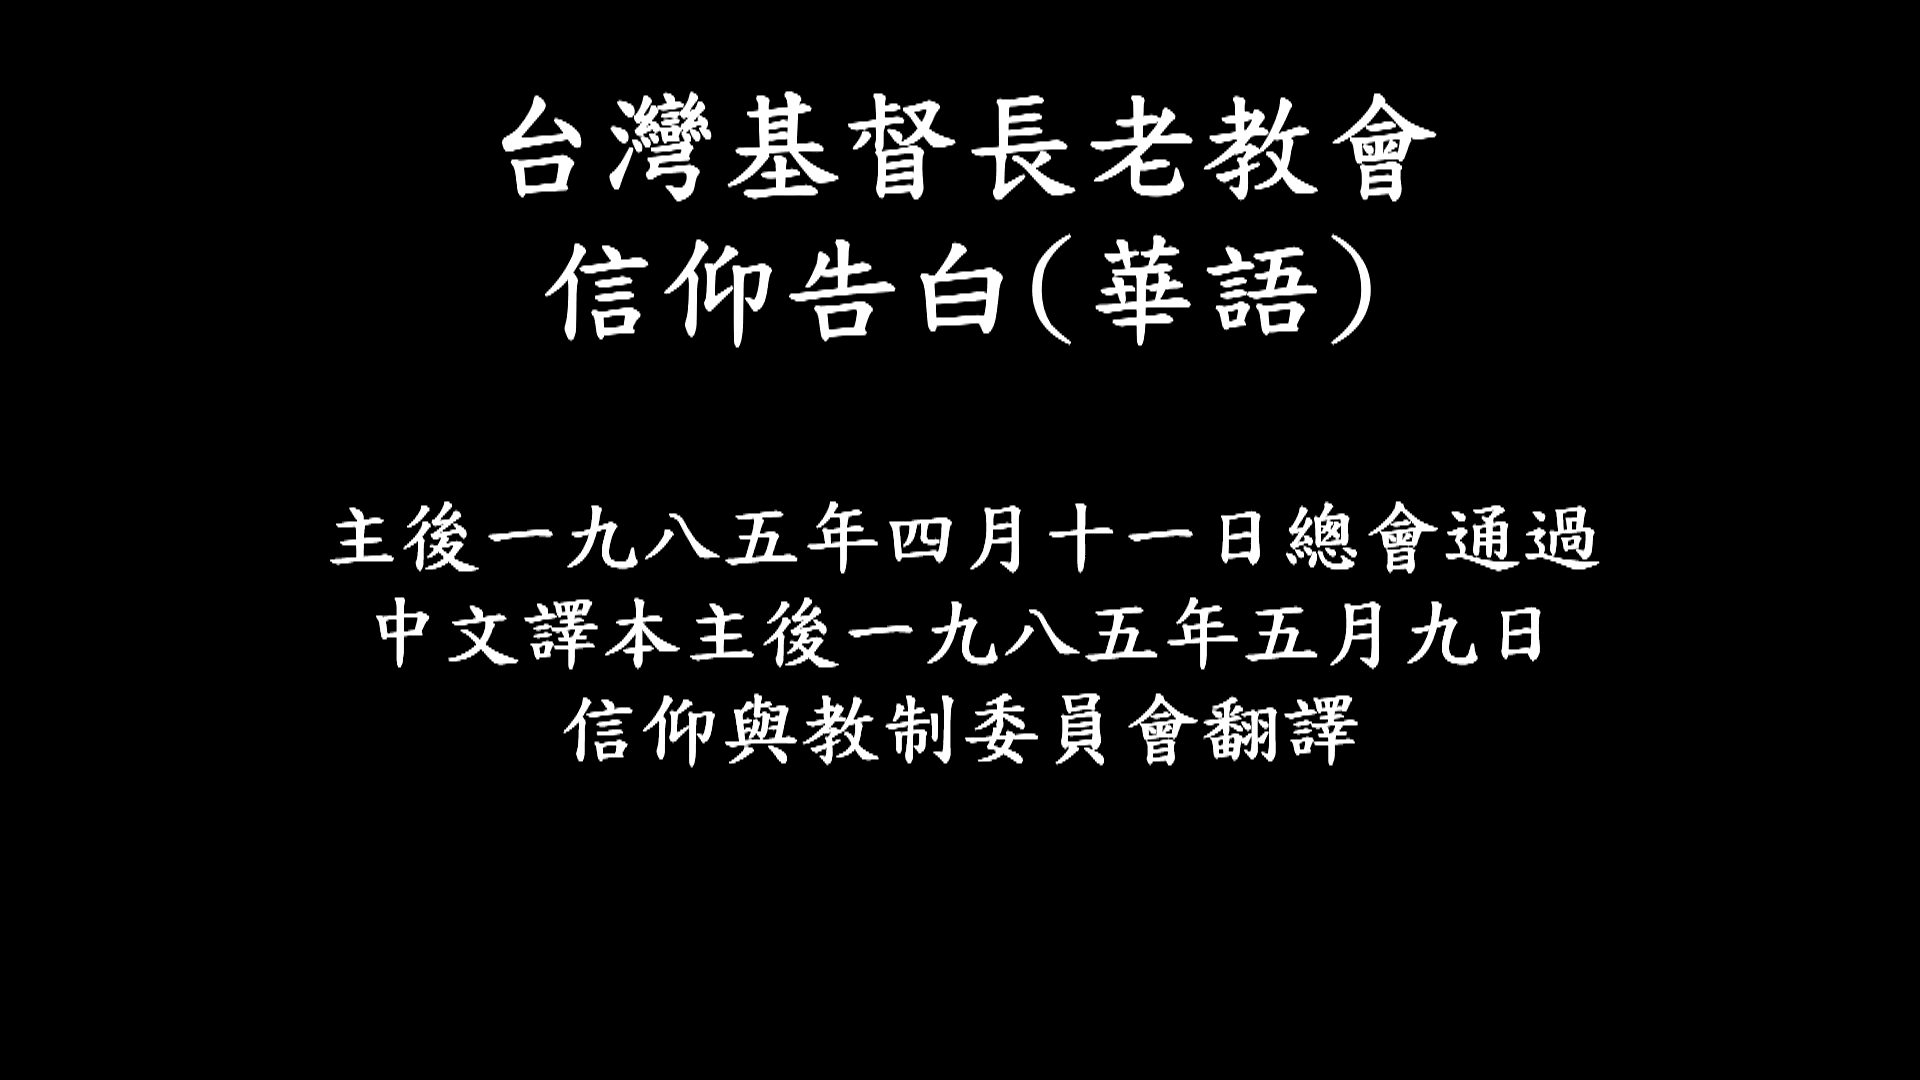 台灣基督長老教會
信仰告白(華語)
主後一九八五年四月十一日總會通過
中文譯本主後一九八五年五月九日
信仰與教制委員會翻譯